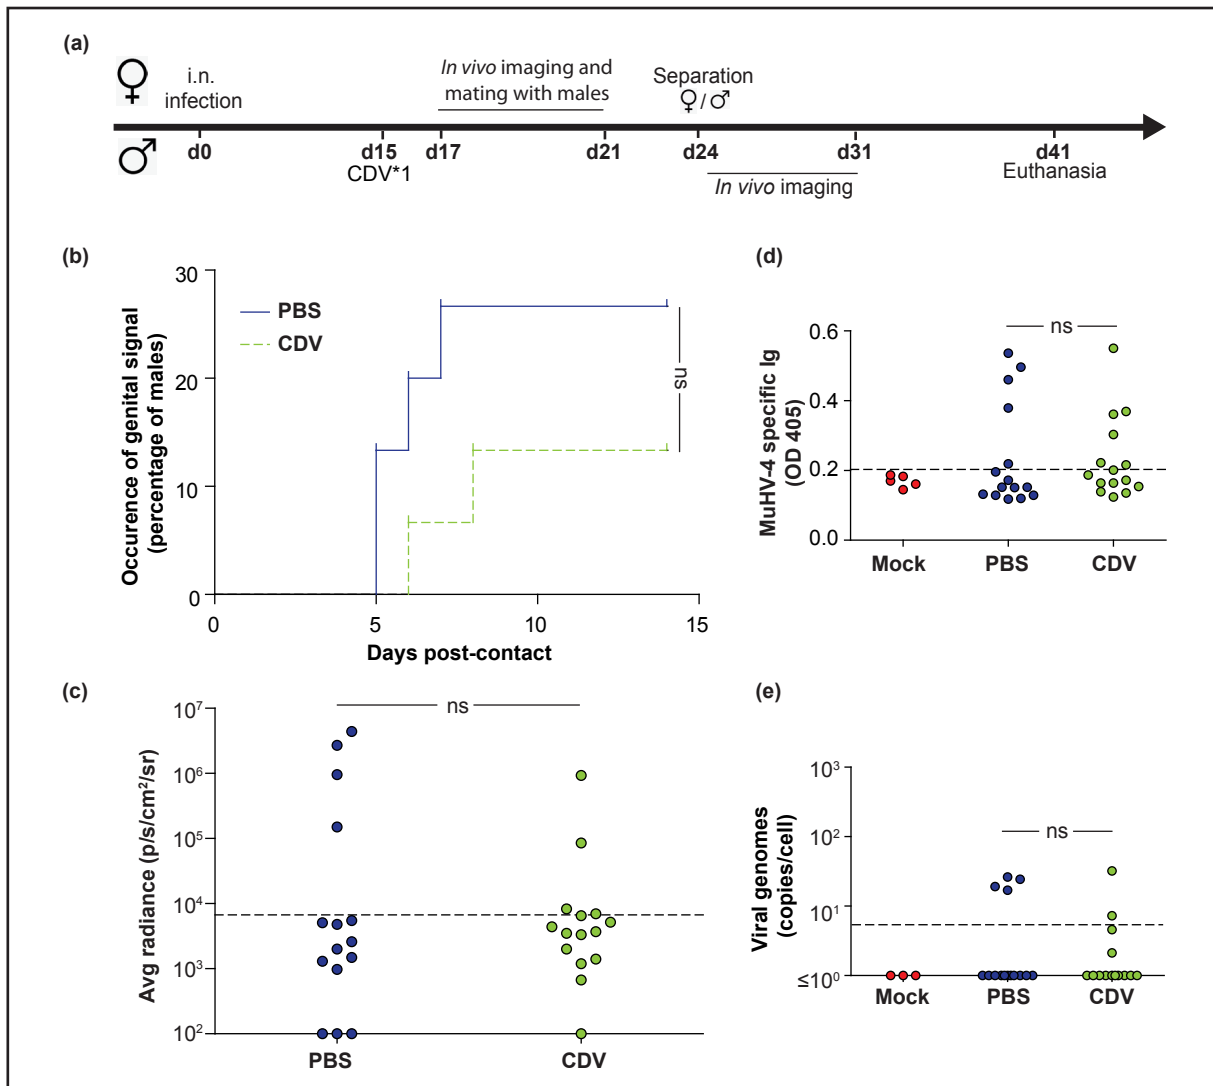 (a)
♀
♂
i.n.
infection
In vivo imaging and
mating with males
Separation
♀/♂
d0
d15
d17
d21
d24
d31
d41
CDV*1
In vivo imaging
Euthanasia
(b)
Occurence of genital signal
(percentage of males)
30
20
10
0
PBS
CDV
ns
0
5
10
15
Days post-contact
(d)
MuHV-4 specific Ig
(OD 405)
0.6
0.4
0.2
0.0
ns
Mock
PBS
CDV
(c)
Avg radiance (p/s/cm²/sr)
10⁷
10⁶
10⁵
10⁴
10³
10²
ns
PBS
CDV
(e)
Viral genomes
(copies/cell)
10³
10²
10¹
≤10⁰
ns
Mock
PBS
CDV